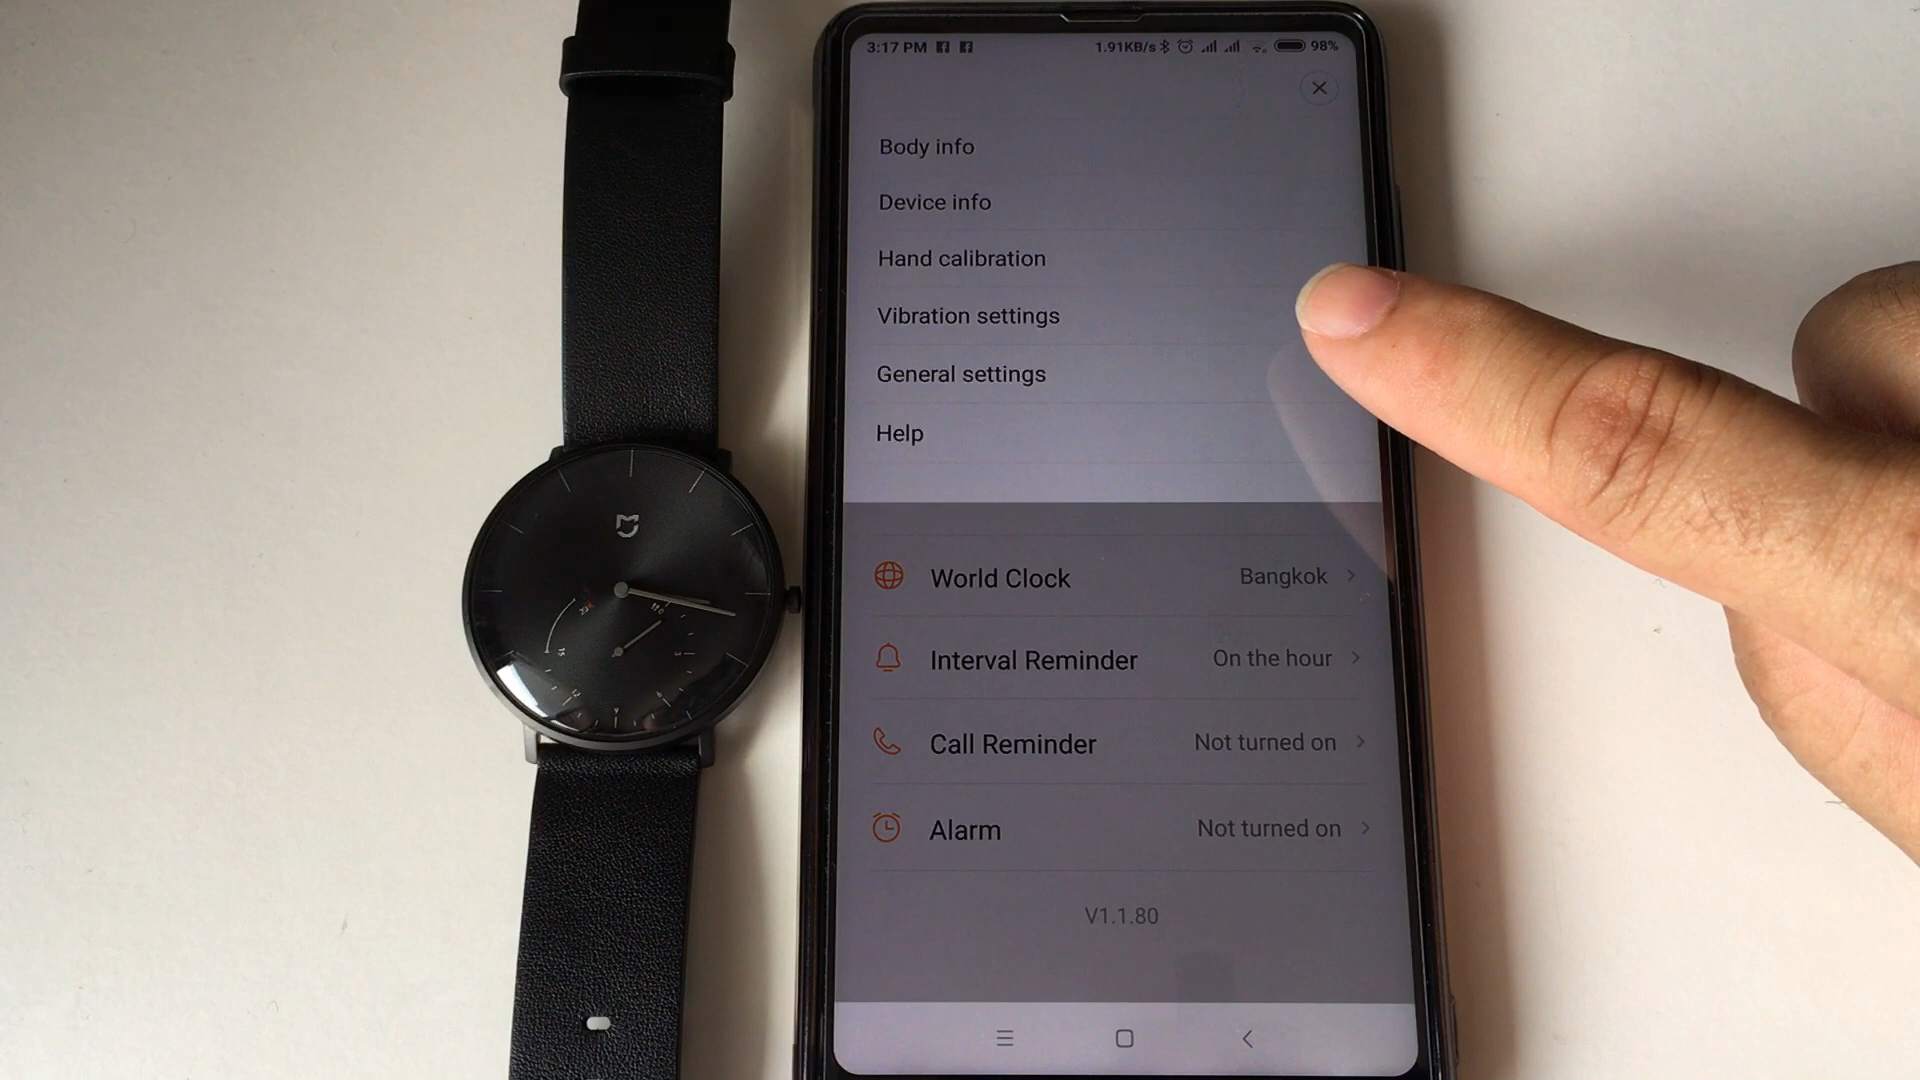 3:17 PM 1.91KB/s 98%
Body info
Device info
Hand calibration
Vibration settings
General settings
Help
World Clock Bangkok
Interval Reminder On the hour
Call Reminder Not turned on
Alarm Not turned on
V1.1.80